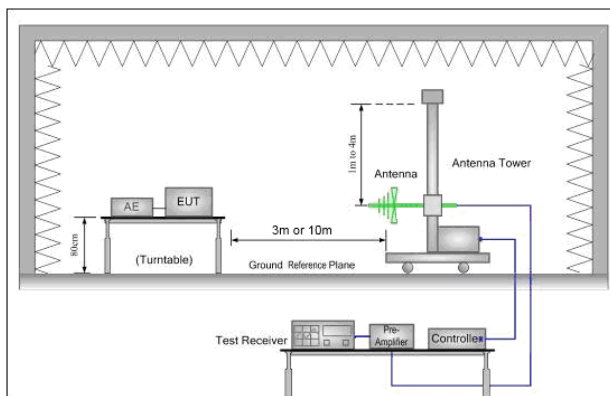 1m to 4m
Antenna
Antenna Tower
AE
EUT
80cm
(Turntable)
3m or 10m
Ground Reference Plane
Test Receiver
Pre-
Amplifier
Controller